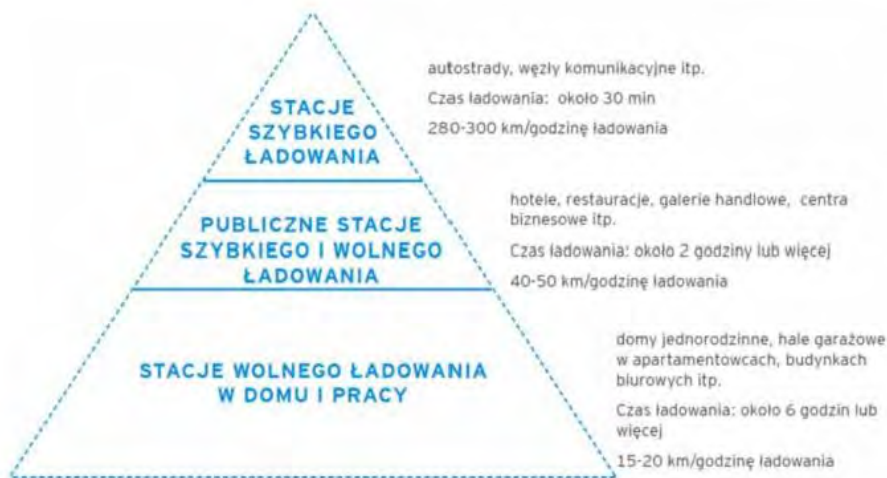 STACJE
SZYBKIEGO
ŁADOWANIA
autostrady, węzły komunikacyjne itp.
Czas ładowania: około 30 min
280-300 km/godzinę ładowania
PUBLICZNE STACJE
SZYBKIEGO I WOLNEGO
ŁADOWANIA
hotele, restauracje, galerie handlowe, centra
biznesowe itp.
Czas ładowania: około 2 godziny lub więcej
40-50 km/godzinę ładowania
STACJE WOLNEGO ŁADOWANIA
W DOMU I PRACY
domy jednorodzinne, hale garażowe
w apartamentowcach, budynkach
biurowych itp.
Czas ładowania: około 6 godzin lub
więcej
15-20 km/godzinę ładowania